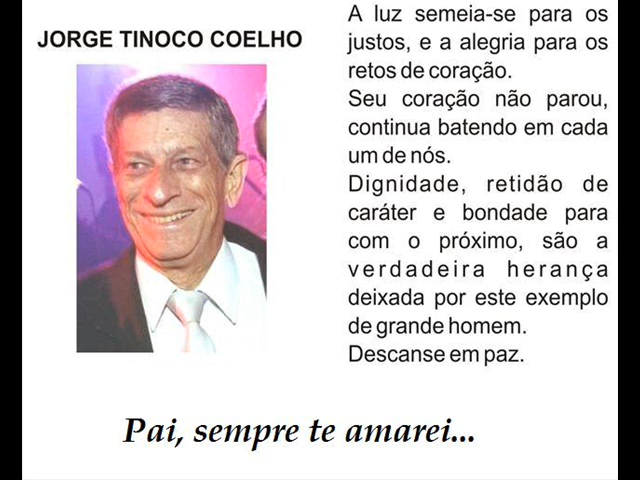 JORGE TINOCO COELHO
A luz semeia-se para os
justos, e a alegria para os
retos de coração.
Seu coração não parou,
continua batendo em cada
um de nós.
Dignidade, retidão de
caráter e bondade para
com o próximo, são a
verdadeira herança
deixada por este exemplo
de grande homem.
Descanse em paz.
Pai, sempre te amarei...